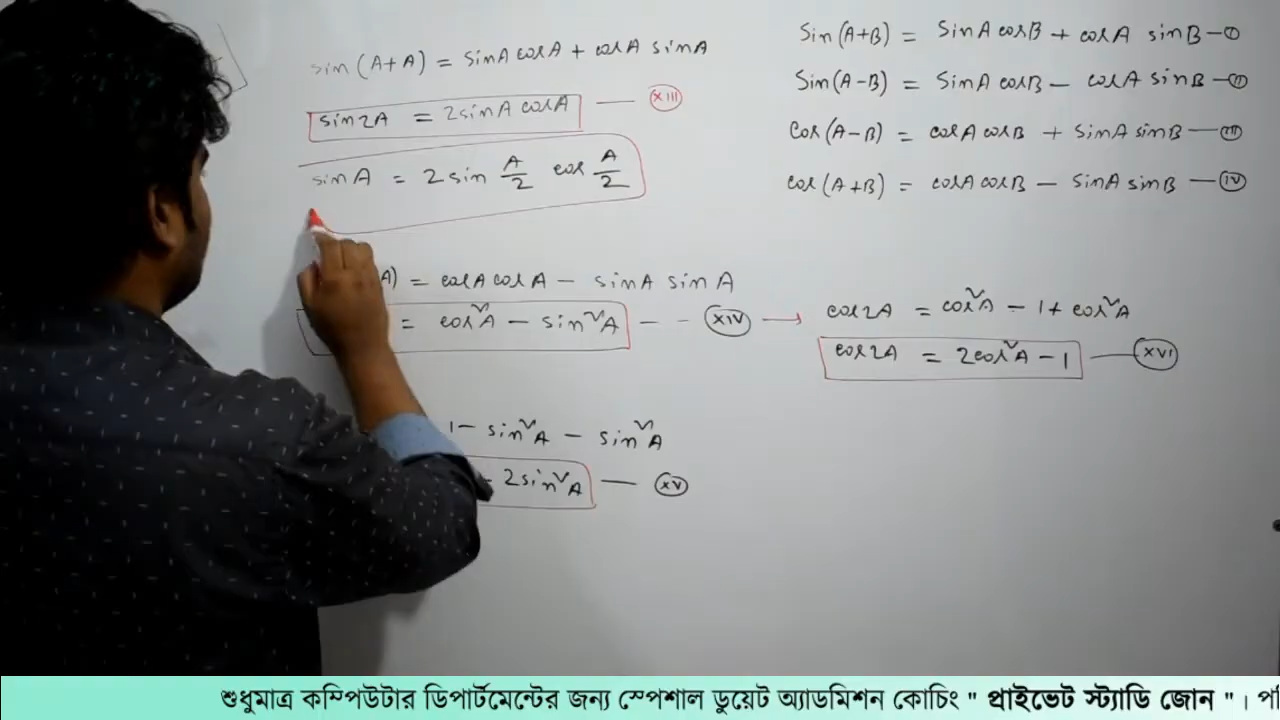 sin (A+A) = sinA cosA + cosA sinA
sin2A = 2sinA cosA — XIII
sinA = 2 sin A/2 cos A/2
A) = cosA cosA − sinA sinA
= cos²A − sin²A - - XIV →
1 − sin²A − sin²A
2sin²A — XV
Sin(A+B) = SinA cosB + cosA sinB – I
Sin(A−B) = SinA cosB − cosA sinB – II
Cos(A−B) = cosA cosB + SinA sinB — III
cos(A+B) = cosA cosB − SinA sinB — IV
cos2A = cos²A − 1 + cos²A
cos2A = 2cos²A − 1 — XVI
শুধুমাত্র কম্পিউটার ডিপার্টমেন্টের জন্য স্পেশাল ডুয়েট অ্যাডমিশন কোচিং " প্রাইভেট স্ট্যাডি জোন " । পা